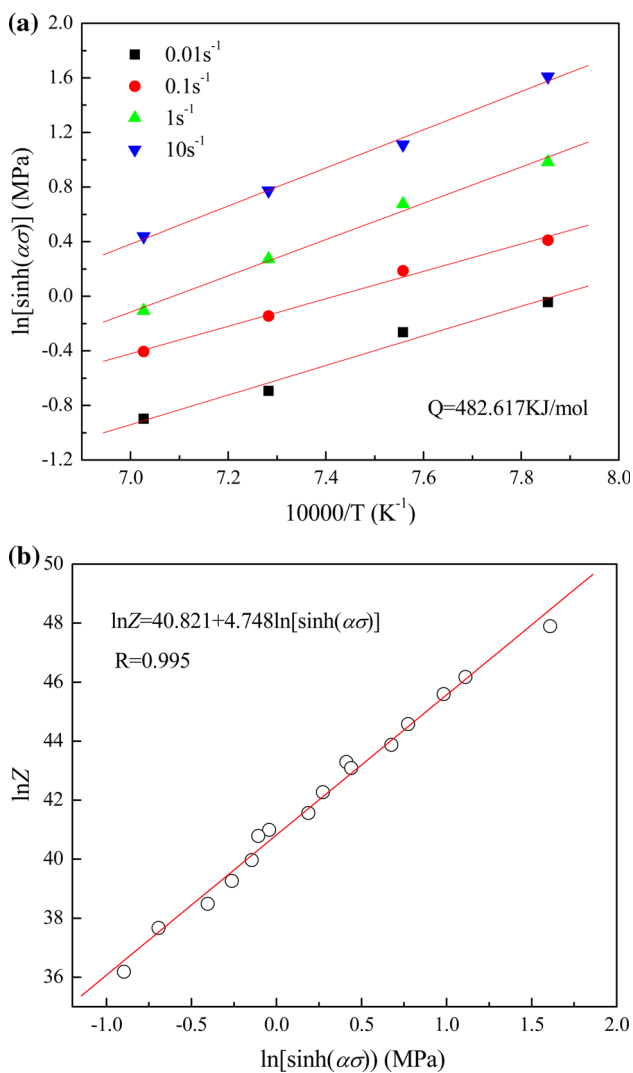 (a)
0.01s⁻¹
0.1s⁻¹
1s⁻¹
10s⁻¹
1.6
1.2
0.8
0.4
0.0
-0.4
-0.8
-1.2
ln[sinh(ασ)] (MPa)
Q=482.617KJ/mol
7.0 7.2 7.4 7.6 7.8 8.0
10000/T (K⁻¹)
(b)
50
48
46
44
42
40
38
36
lnZ
lnZ=40.821+4.748ln[sinh(ασ)]
R=0.995
-1.0 -0.5 0.0 0.5 1.0 1.5 2.0
ln[sinh(ασ)) (MPa)